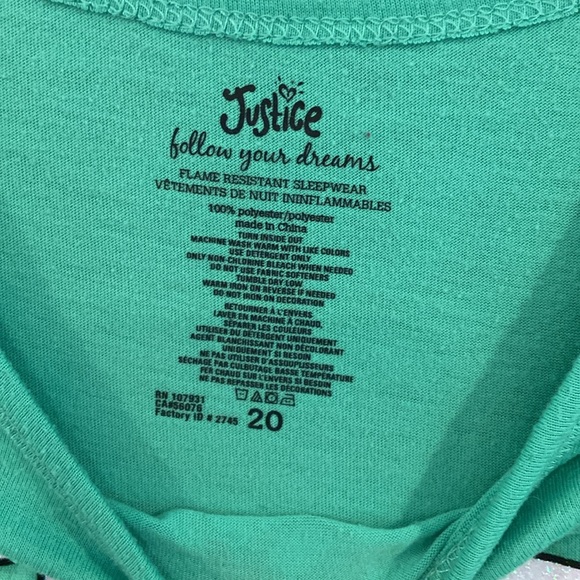 Justice
follow your dreams
FLAME RESISTANT SLEEPWEAR
VÊTEMENTS DE NUIT ININFLAMMABLES
100% polyester/polyester
made in China
TURN INSIDE OUT
MACHINE WASH WARM WITH LIKE COLORS
USE DETERGENT ONLY
ONLY NON-CHLORINE BLEACH WHEN NEEDED
DO NOT USE FABRIC SOFTENERS
TUMBLE DRY LOW
WARM IRON ON REVERSE IF NEEDED
DO NOT IRON ON DECORATION
RETOURNER À L'ENVERS
LAVER EN MACHINE À CHAUD,
SÉPARER LES COULEURS
UTILISER DU DÉTERGENT UNIQUEMENT
AGENT BLANCHISSANT NON DÉCOLORANT
UNIQUEMENT SI BESOIN
NE PAS UTILISER D'ASSOUPLISSEURS
SÉCHAGE PAR CULBUTAGE BASSE TEMPÉRATURE
FER CHAUD SUR L'ENVERS SI BESOIN
NE PAS REPASSER LES DÉCORATIONS
RN 107931
CA#56076
Factory ID # 2745 20